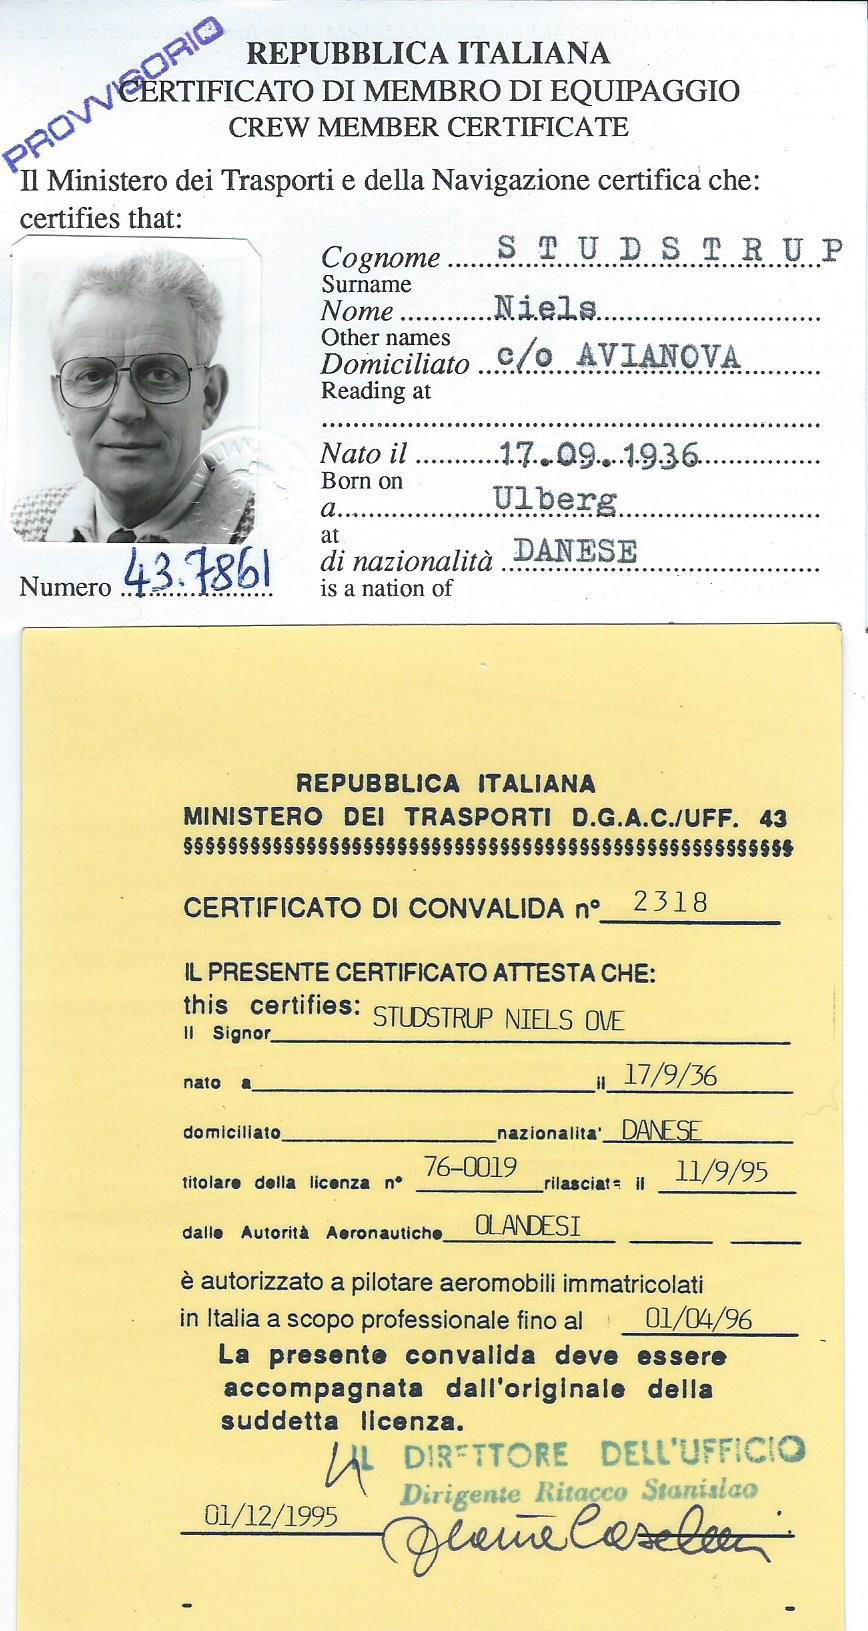 PROVVISORIO
REPUBBLICA ITALIANA
CERTIFICATO DI MEMBRO DI EQUIPAGGIO
CREW MEMBER CERTIFICATE
Il Ministero dei Trasporti e della Navigazione certifica che:
certifies that:
Cognome ..... STUDSTRUP
Surname
Nome ..... Niels
Other names
Domiciliato ..... c/o AVIANOVA
Reading at
Nato il ..... 17.09.1936
Born on
a ..... Ulberg
at
di nazionalità ..... DANESE
is a nation of
Numero ..... 43.7861
REPUBBLICA ITALIANA
MINISTERO DEI TRASPORTI D.G.A.C./UFF. 43
§§§§§§§§§§§§§§§§§§§§§§§§§§§§§§§§§§§§§§§§§§§§§§§§§§§§§§
CERTIFICATO DI CONVALIDA n° 2318
IL PRESENTE CERTIFICATO ATTESTA CHE:
this certifies:
Il Signor STUDSTRUP NIELS OVE
nato a il 17/9/36
domiciliato nazionalita' DANESE
titolare della licenza n° 76-0019 rilasciata il 11/9/95
dalle Autorità Aeronautiche OLANDESI
è autorizzato a pilotare aeromobili immatricolati
in Italia a scopo professionale fino al 01/04/96
La presente convalida deve essere
accompagnata dall'originale della
suddetta licenza.
IL DIRETTORE DELL'UFFICIO
Dirigente Ritacco Stanislao
01/12/1995